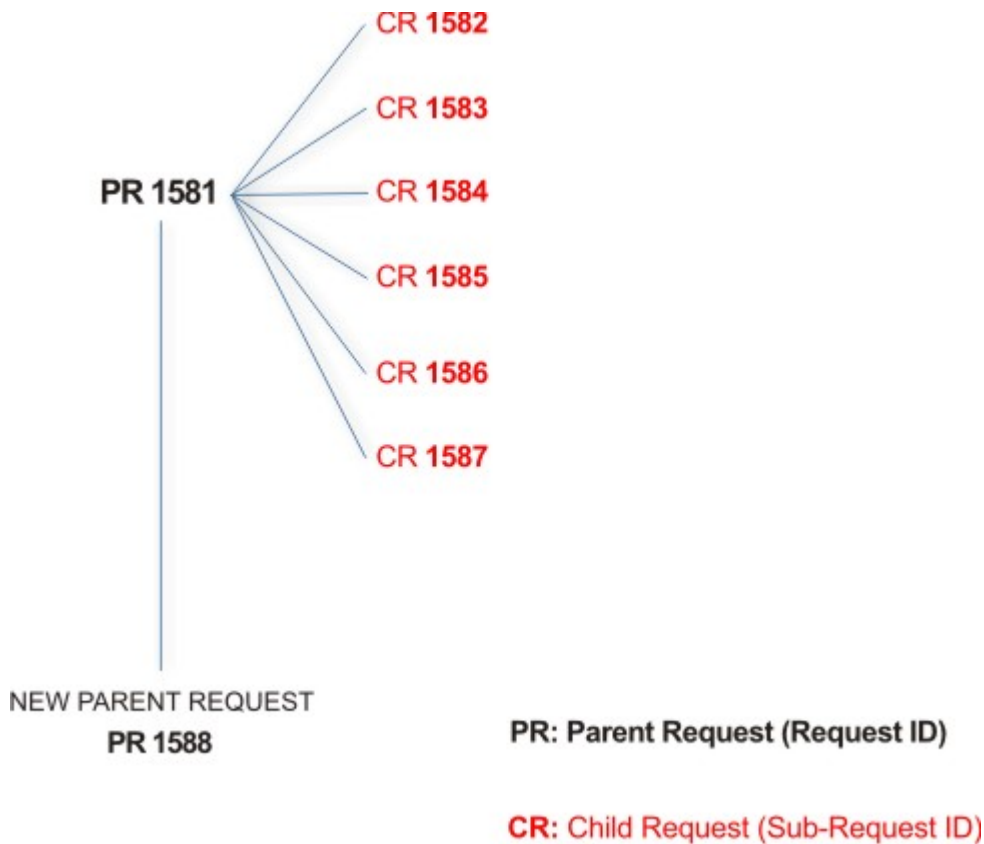 CR 1582
CR 1583
PR 1581
CR 1584
CR 1585
CR 1586
CR 1587
NEW PARENT REQUEST
PR 1588
PR: Parent Request (Request ID)
CR: Child Request (Sub-Request ID)